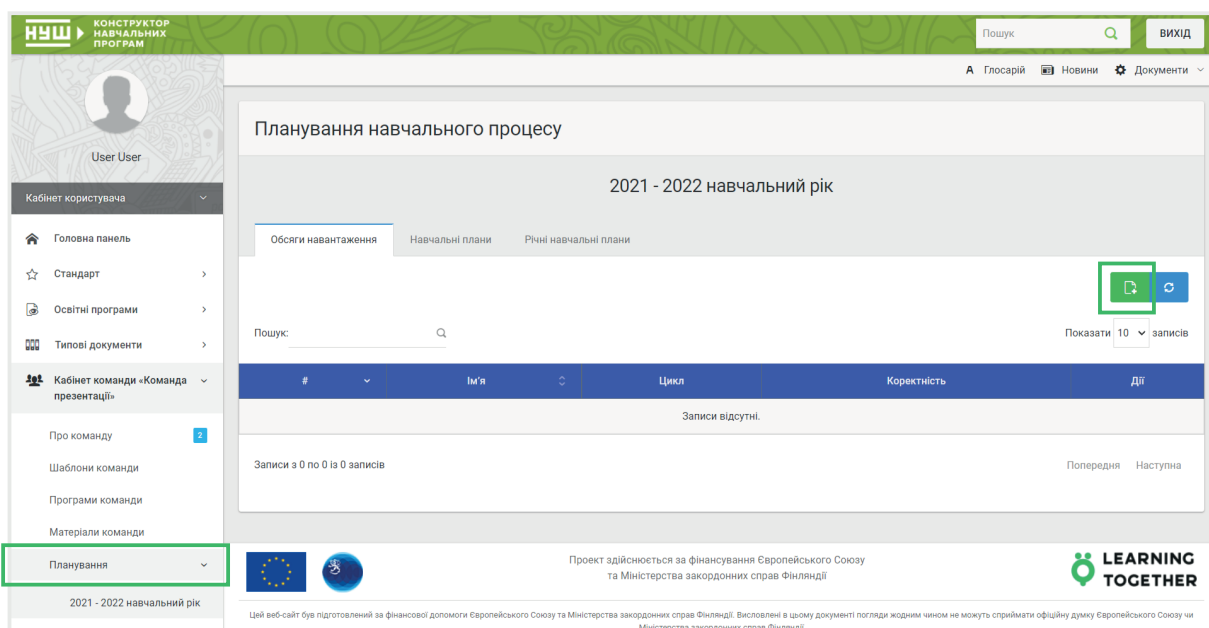 НУШ
КОНСТРУКТОР
НАВЧАЛЬНИХ
ПРОГРАМ
Пошук
ВИХІД
А Глосарій Новини Документи
User User
Кабінет користувача
Головна панель
Стандарт
Освітні програми
Типові документи
Кабінет команди «Команда
презентації»
Про команду 2
Шаблони команди
Програми команди
Матеріали команди
Планування
2021 - 2022 навчальний рік
Планування навчального процесу
2021 - 2022 навчальний рік
Обсяги навантаження Навчальні плани Річні навчальні плани
Пошук:
Показати 10 записів
# Ім'я Цикл Коректність Дії
Записи відсутні.
Записи з 0 по 0 із 0 записів
Попередня Наступна
Проект здійснюється за фінансування Європейського Союзу
та Міністерства закордонних справ Фінляндії
LEARNING
TOGETHER
Цей веб-сайт був підготовлений за фінансової допомоги Європейського Союзу та Міністерства закордонних справ Фінляндії. Висловлені в цьому документі погляди жодним чином не можуть сприймати офіційну думку Європейського Союзу чи
Міністерства закордонних справ Фінляндії.